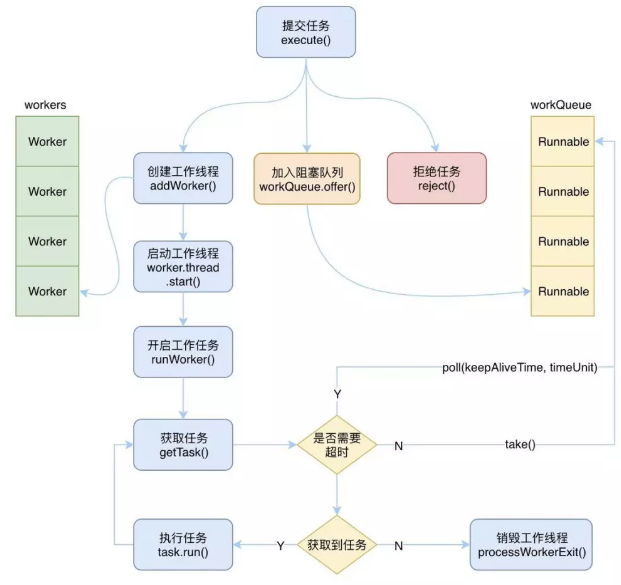 提交任务
execute()
workers
workQueue
Worker
Worker
Worker
Worker
创建工作线程
addWorker()
加入阻塞队列
workQueue.offer()
拒绝任务
reject()
Runnable
Runnable
Runnable
Runnable
启动工作线程
worker.thread
.start()
开启工作任务
runWorker()
poll(keepAliveTime, timeUnit)
Y
获取任务
getTask()
是否需要
超时
N
take()
执行任务
task.run()
Y
获取到任务
N
销毁工作线程
processWorkerExit()